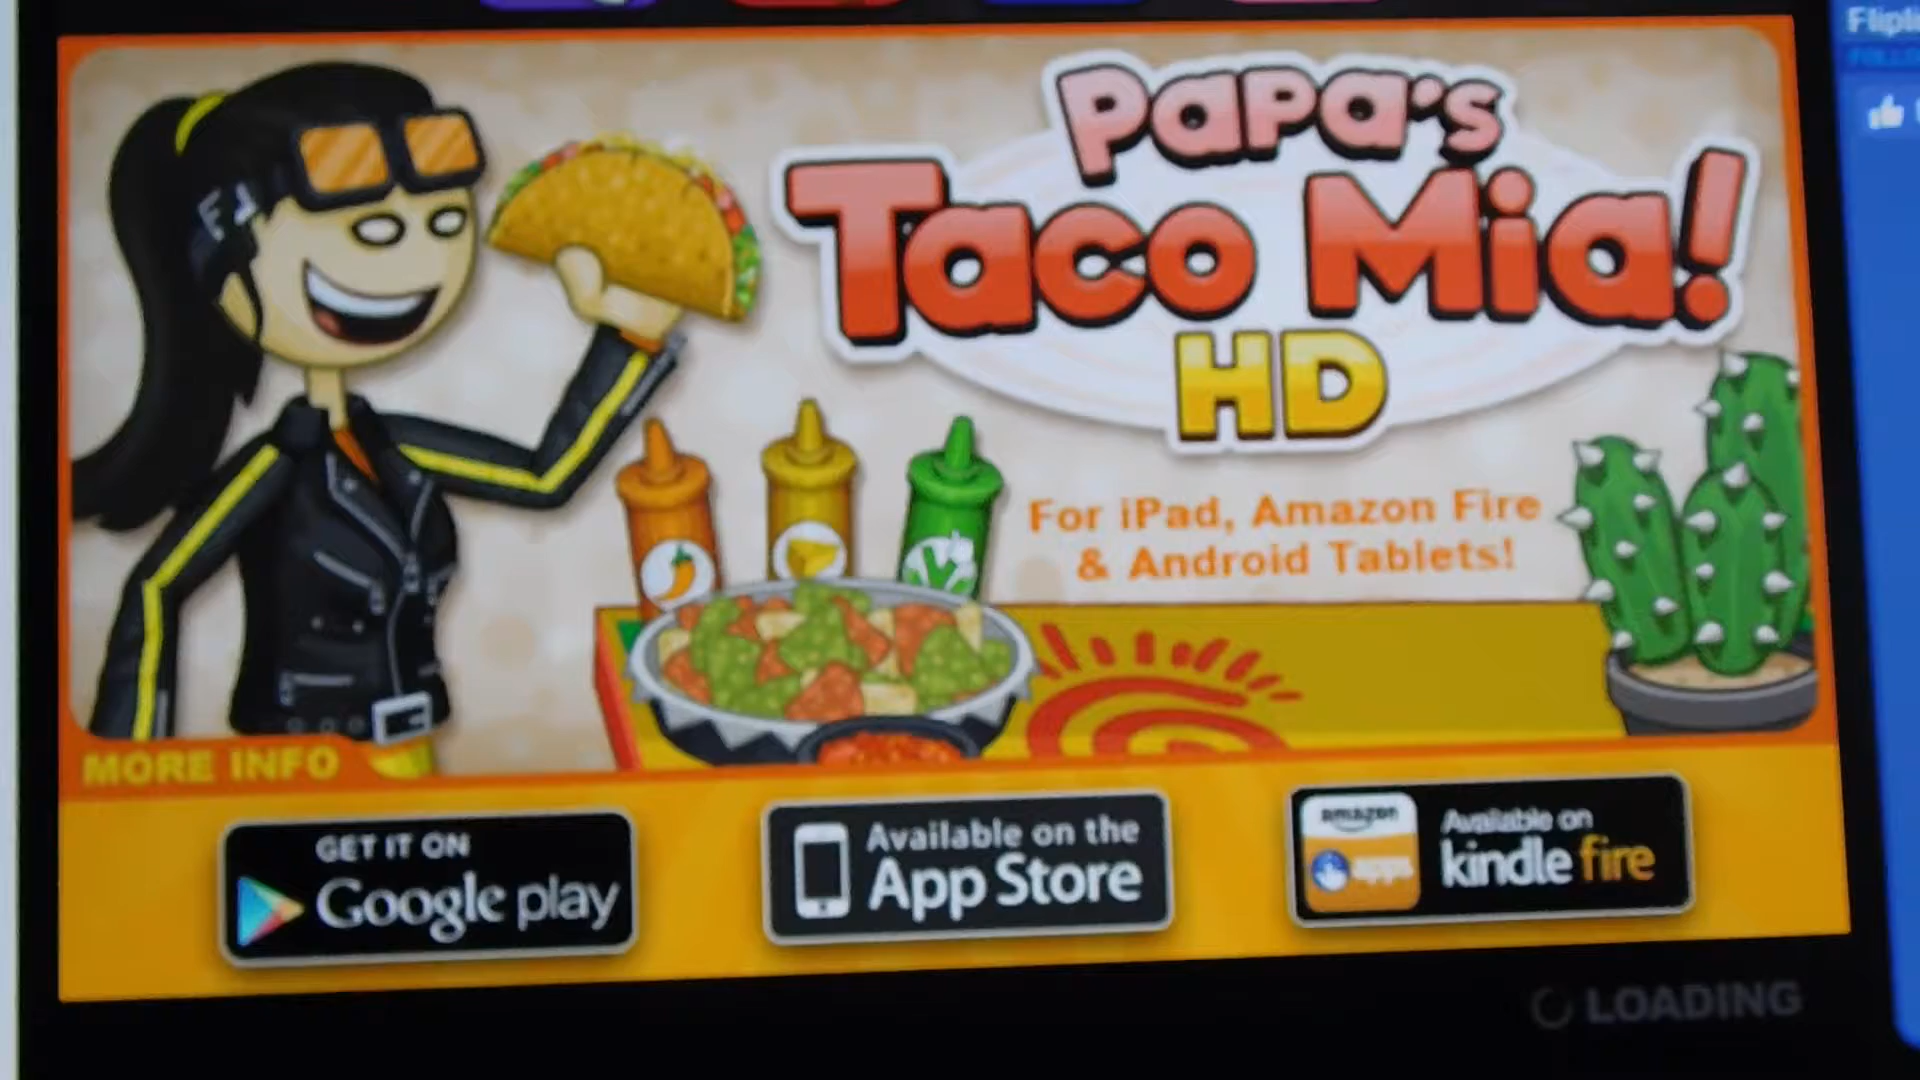 Papa's
Taco Mia!
HD
For iPad, Amazon Fire
& Android Tablets!
MORE INFO
GET IT ON
Google play
Available on the
App Store
amazon
apps
Available on
kindle fire
LOADING